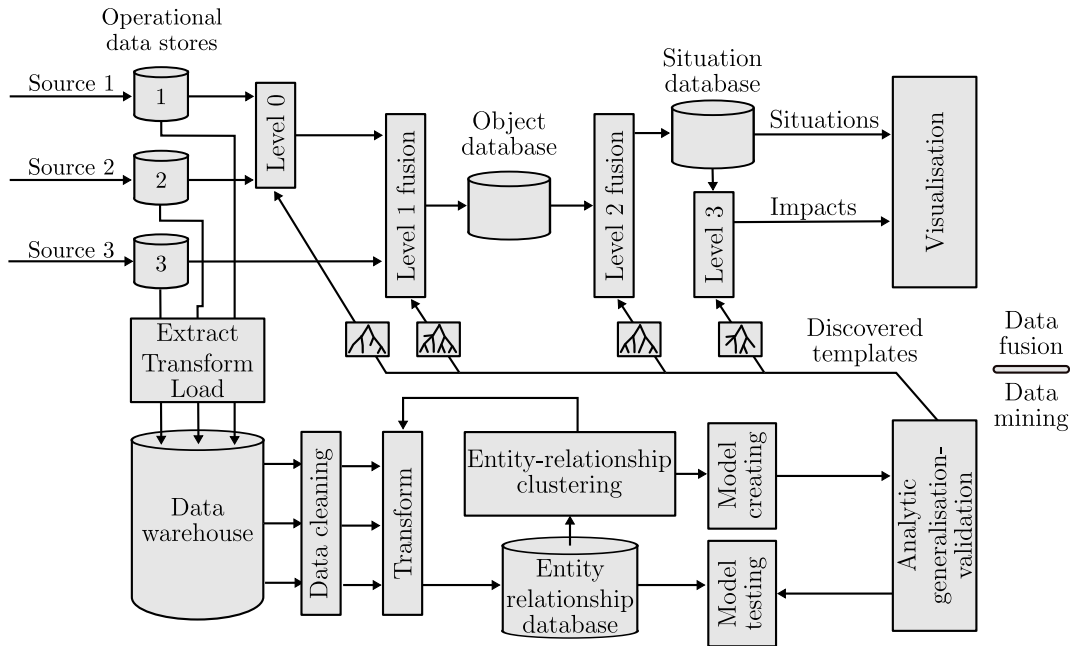 Operational
data stores
Source 1
1
Source 2
2
Source 3
3
Level 0
Level 1 fusion
Object
database
Level 2 fusion
Situation
database
Level 3
Situations
Impacts
Visualisation
Extract
Transform
Load
Discovered
templates
Data
fusion
Data
mining
Data
warehouse
Data cleaning
Transform
Entity-relationship
clustering
Entity
relationship
database
Model
creating
Model
testing
Analytic
generalisation-
validation